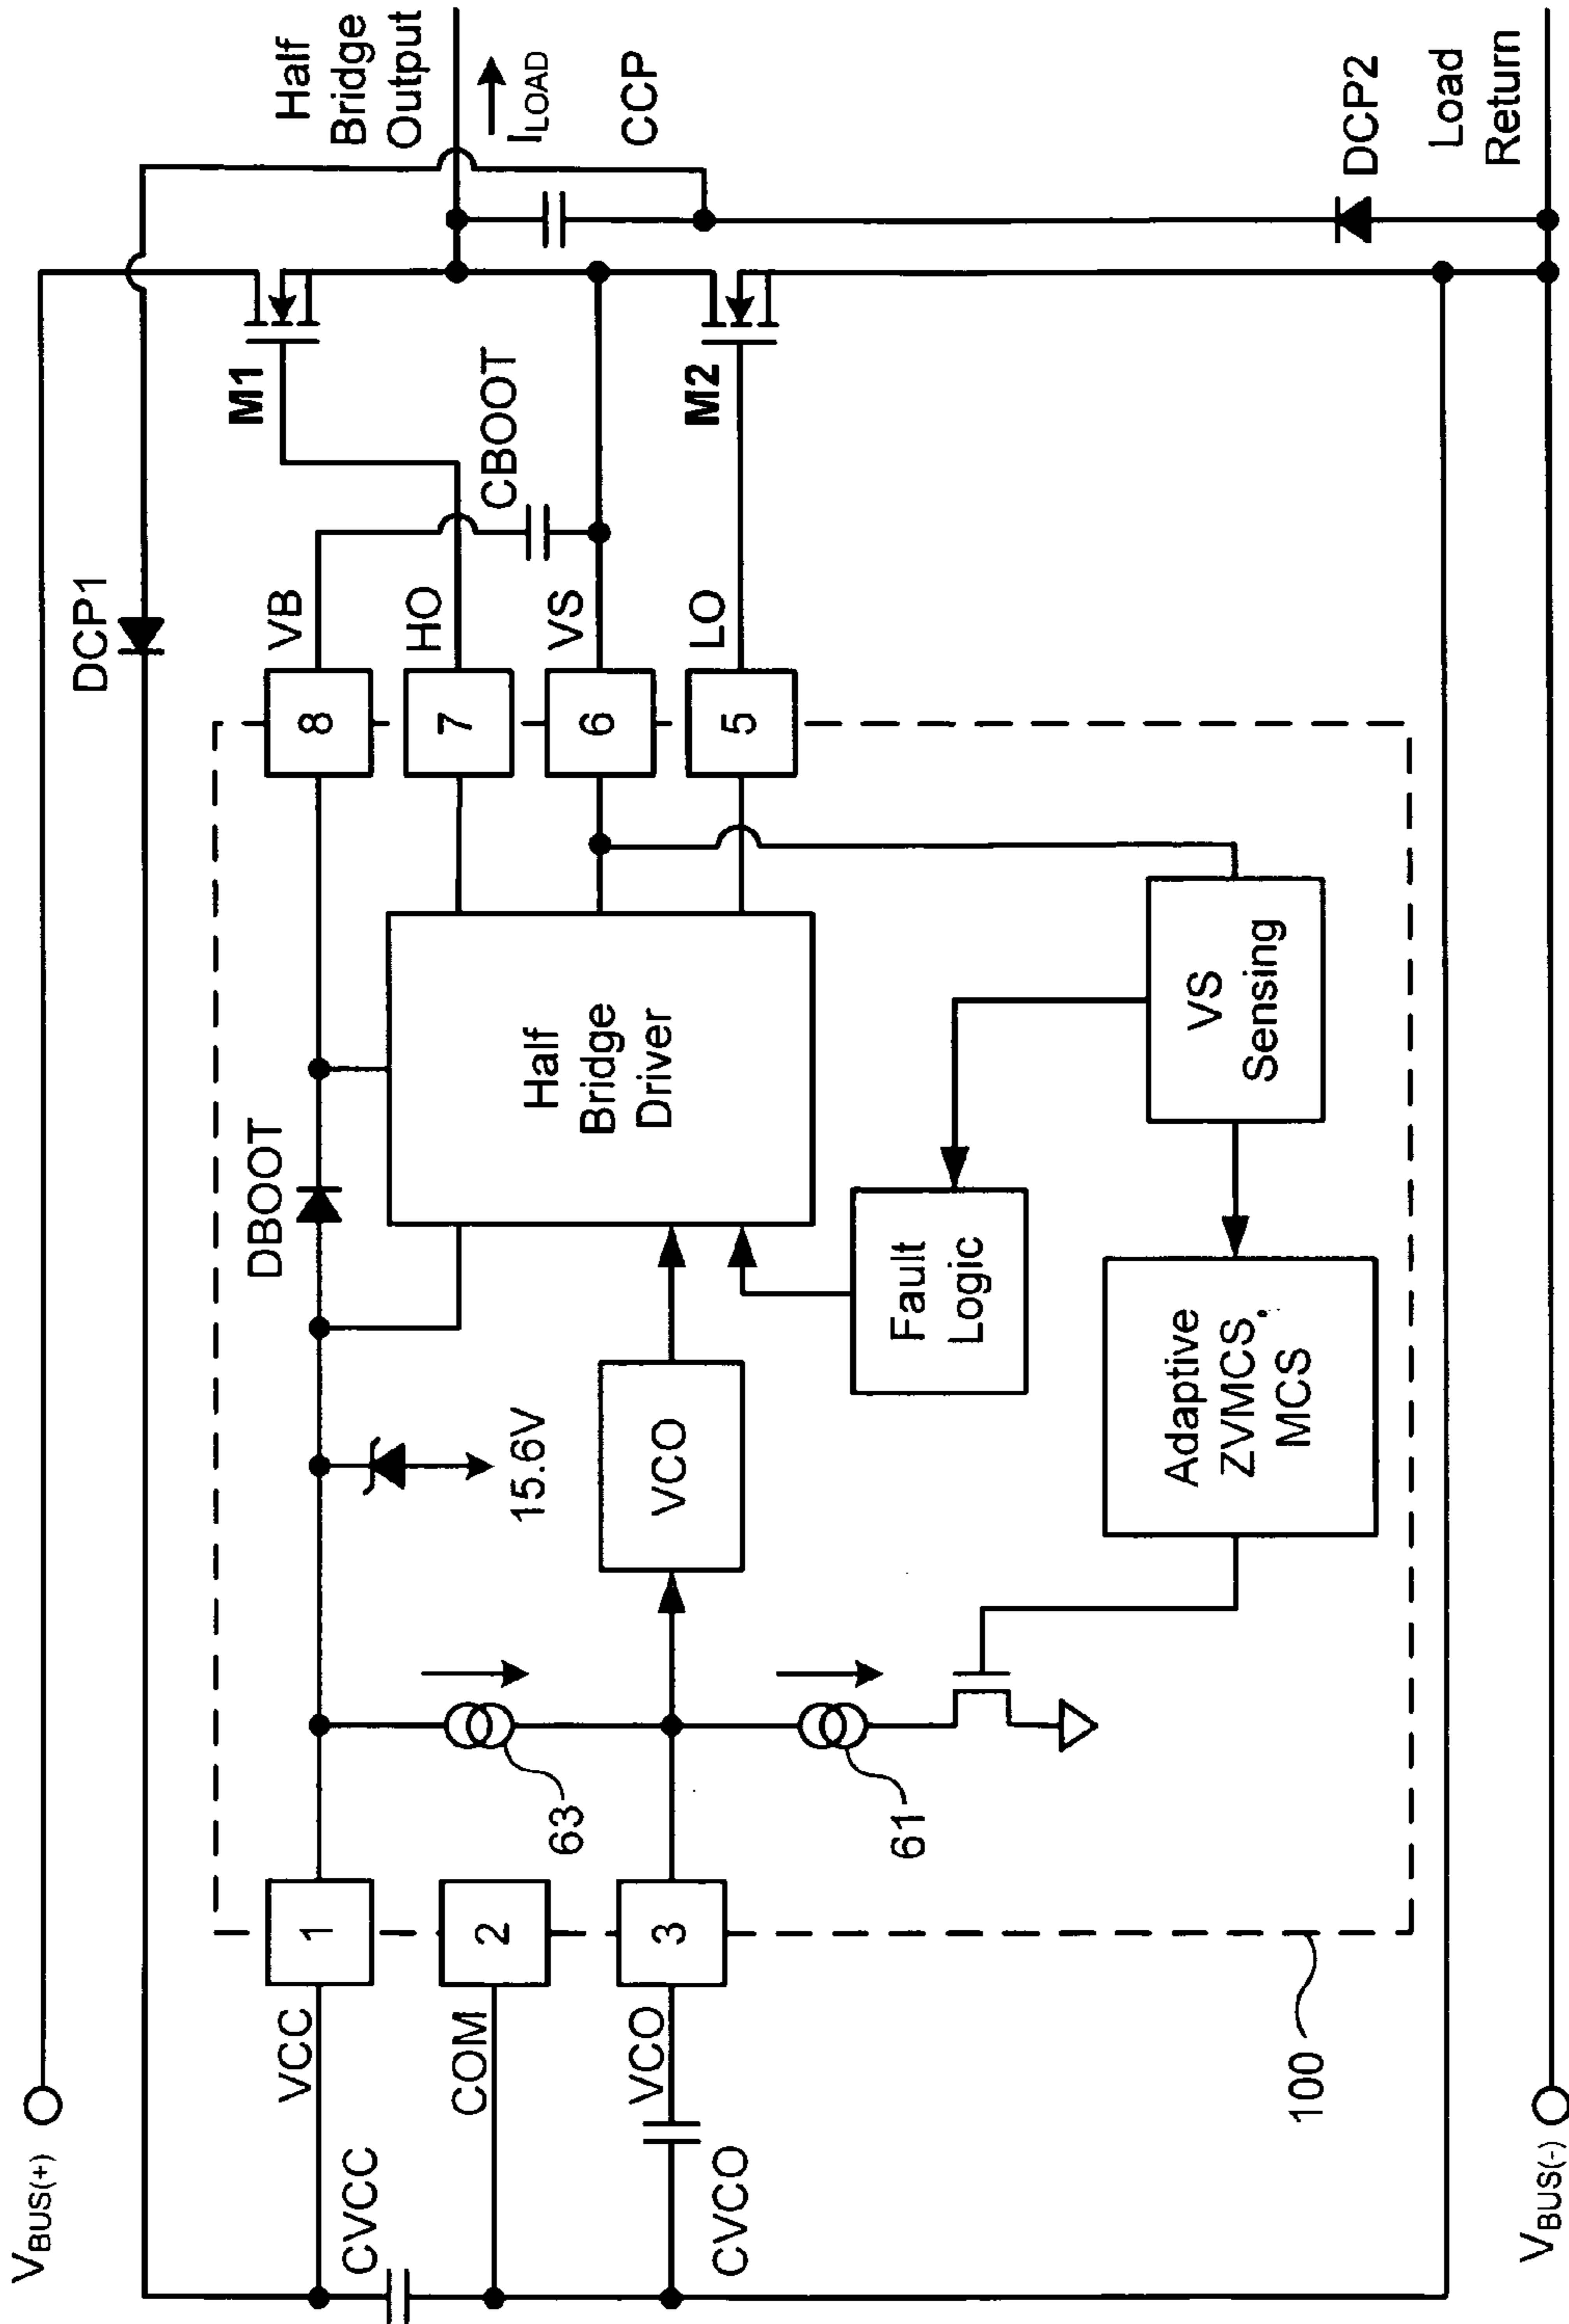 V_BUS(+)
DCP1
Half
Bridge
Output
I_LOAD
CCP
DCP2
Load
Return
M1
CBOOT
M2
VB
HO
VS
LO
8
7
6
5
DBOOT
Half
Bridge
Driver
VS
Sensing
Fault
Logic
15.6V
VCO
Adaptive
ZVMCS,
MCS
63
61
1
2
3
VCC
COM
VCO
CVCC
CVCO
100
V_BUS(-)